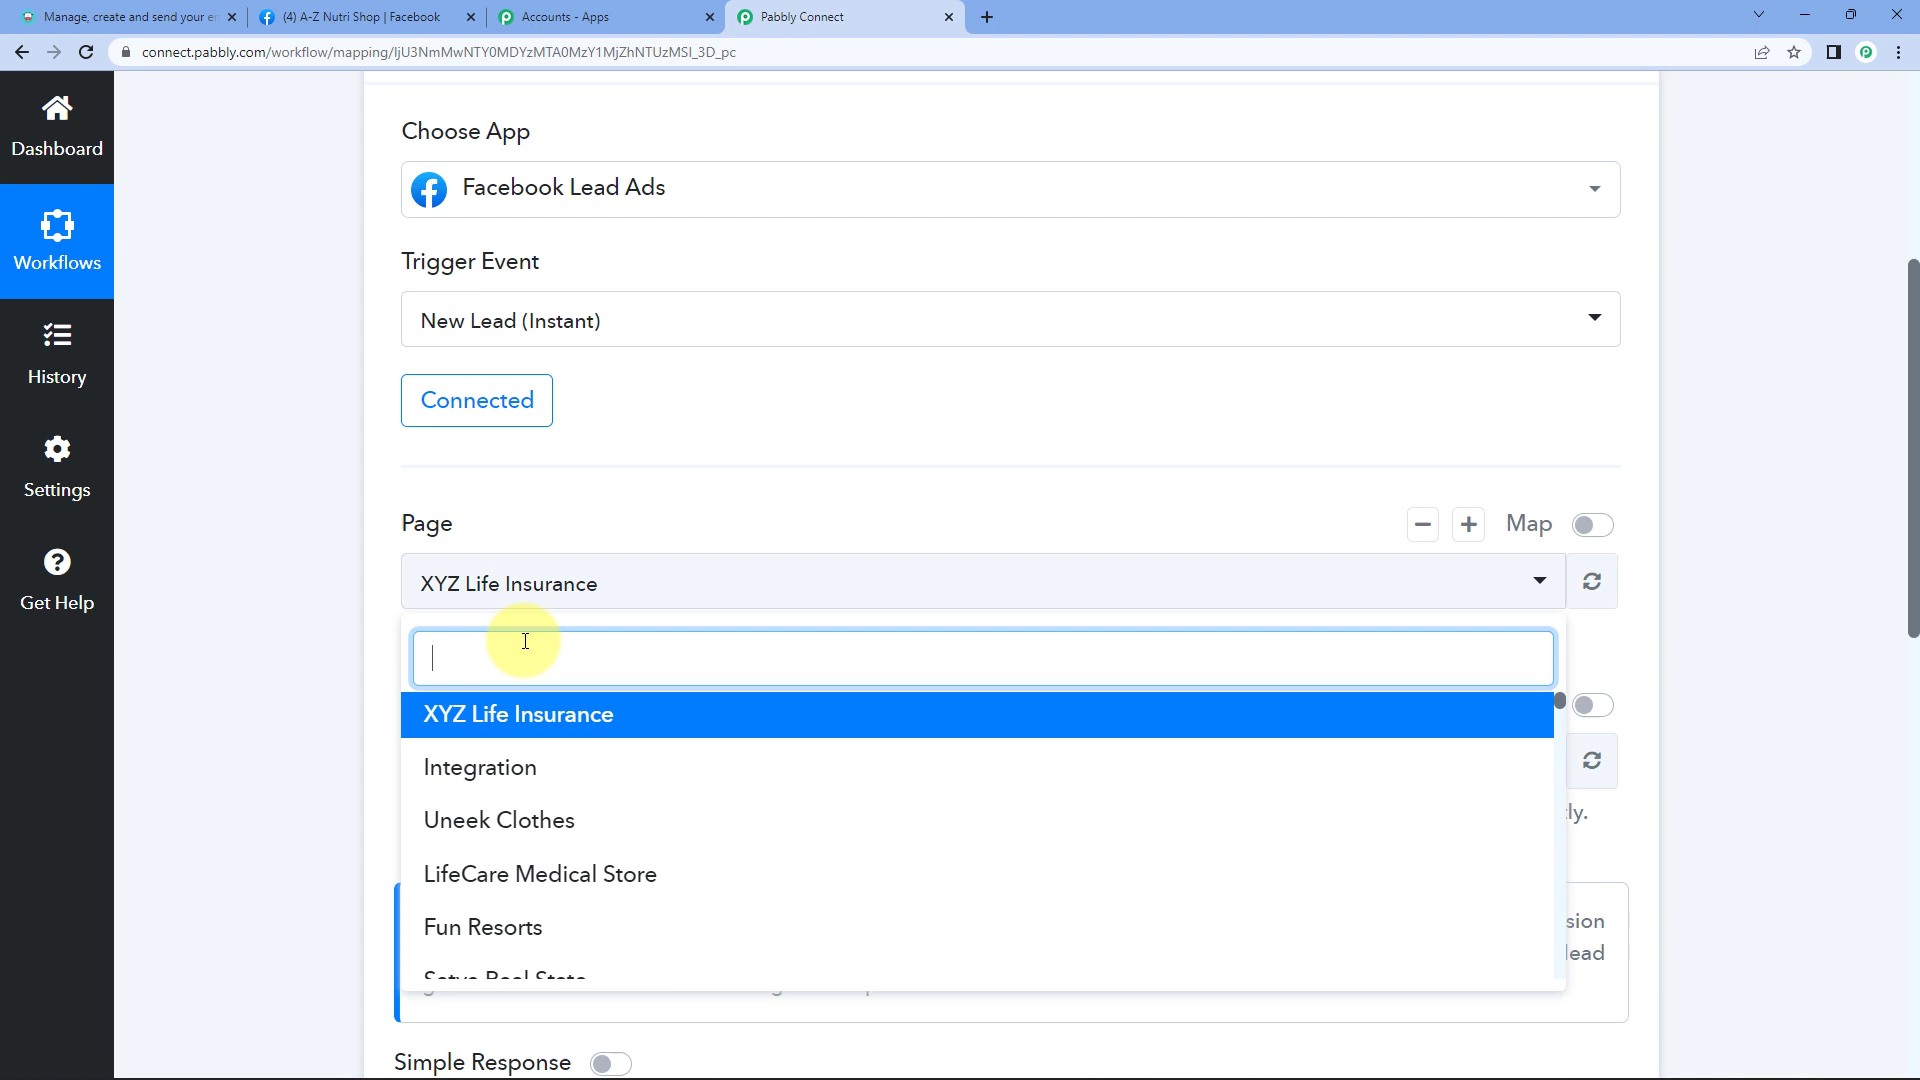 Manage, create and send your en
(4) A-Z Nutri Shop | Facebook
Accounts - Apps
Pabbly Connect
connect.pabbly.com/workflow/mapping/IjU3NmMwNTY0MDYzMTA0MzY1MjZhNTUzMSI_3D_pc
Dashboard
Workflows
History
Settings
Get Help
Choose App
Facebook Lead Ads
Trigger Event
New Lead (Instant)
Connected
Page
Map
XYZ Life Insurance
XYZ Life Insurance
Integration
Uneek Clothes
LifeCare Medical Store
Fun Resorts
tly.
sion
lead
Simple Response